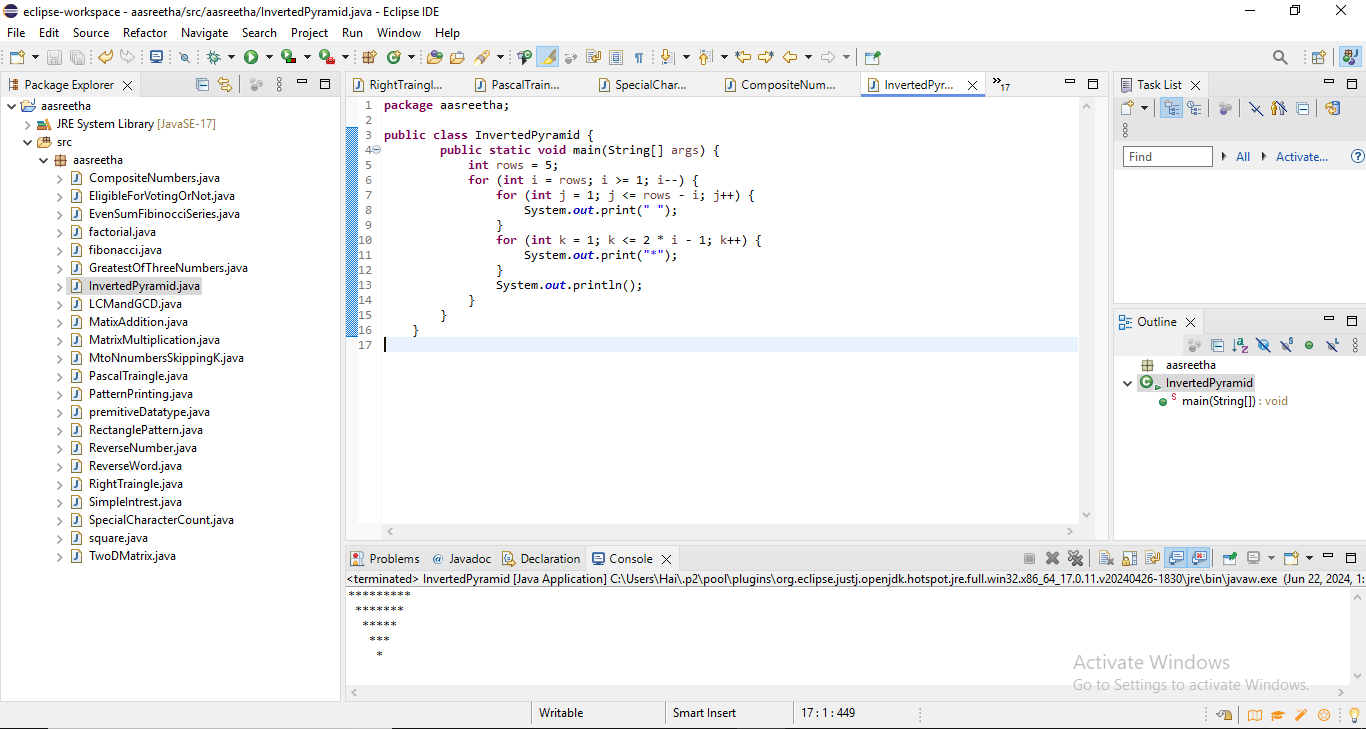 eclipse-workspace - aasreetha/src/aasreetha/InvertedPyramid.java - Eclipse IDE
File Edit Source Refactor Navigate Search Project Run Window Help
Package Explorer
aasreetha
JRE System Library [JavaSE-17]
src
aasreetha
CompositeNumbers.java
EligibleForVotingOrNot.java
EvenSumFibinocciSeries.java
factorial.java
fibonacci.java
GreatestOfThreeNumbers.java
InvertedPyramid.java
LCMandGCD.java
MatixAddition.java
MatrixMultiplication.java
MtoNnumbersSkippingK.java
PascalTraingle.java
PatternPrinting.java
premitiveDatatype.java
RectanglePattern.java
ReverseNumber.java
ReverseWord.java
RightTraingle.java
SimpleIntrest.java
SpecialCharacterCount.java
square.java
TwoDMatrix.java
RightTraingl... PascalTrain... SpecialChar... CompositeNum... InvertedPyr... »17
1 package aasreetha;
2
3 public class InvertedPyramid {
4 public static void main(String[] args) {
5 int rows = 5;
6 for (int i = rows; i >= 1; i--) {
7 for (int j = 1; j <= rows - i; j++) {
8 System.out.print(" ");
9 }
10 for (int k = 1; k <= 2 * i - 1; k++) {
11 System.out.print("*");
12 }
13 System.out.println();
14 }
15 }
16 }
17
Task List
Find All Activate...
Outline
aasreetha
InvertedPyramid
main(String[]) : void
Problems @ Javadoc Declaration Console
<terminated> InvertedPyramid [Java Application] C:\Users\Hai\.p2\pool\plugins\org.eclipse.justj.openjdk.hotspot.jre.full.win32.x86_64_17.0.11.v20240426-1830\jre\bin\javaw.exe (Jun 22, 2024, 1:
*********
*******
*****
***
*
Activate Windows
Go to Settings to activate Windows.
Writable Smart Insert 17 : 1 : 449